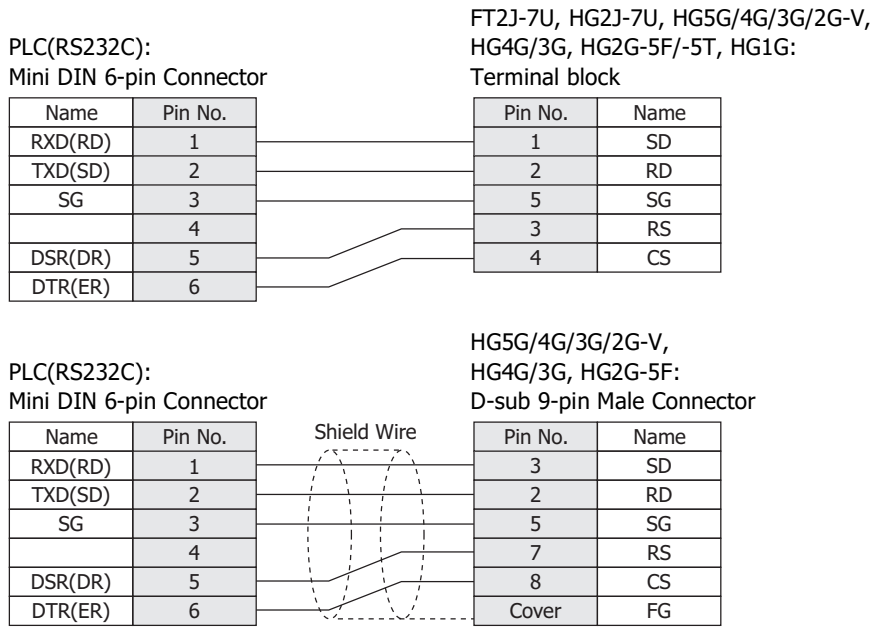 PLC(RS232C):
Mini DIN 6-pin Connector
FT2J-7U, HG2J-7U, HG5G/4G/3G/2G-V,
HG4G/3G, HG2G-5F/-5T, HG1G:
Terminal block
Name Pin No. Pin No. Name
RXD(RD) 1 1 SD
TXD(SD) 2 2 RD
SG 3 5 SG
4 3 RS
DSR(DR) 5 4 CS
DTR(ER) 6
PLC(RS232C):
Mini DIN 6-pin Connector
HG5G/4G/3G/2G-V,
HG4G/3G, HG2G-5F:
D-sub 9-pin Male Connector
Name Pin No. Shield Wire Pin No. Name
RXD(RD) 1 3 SD
TXD(SD) 2 2 RD
SG 3 5 SG
4 7 RS
DSR(DR) 5 8 CS
DTR(ER) 6 Cover FG